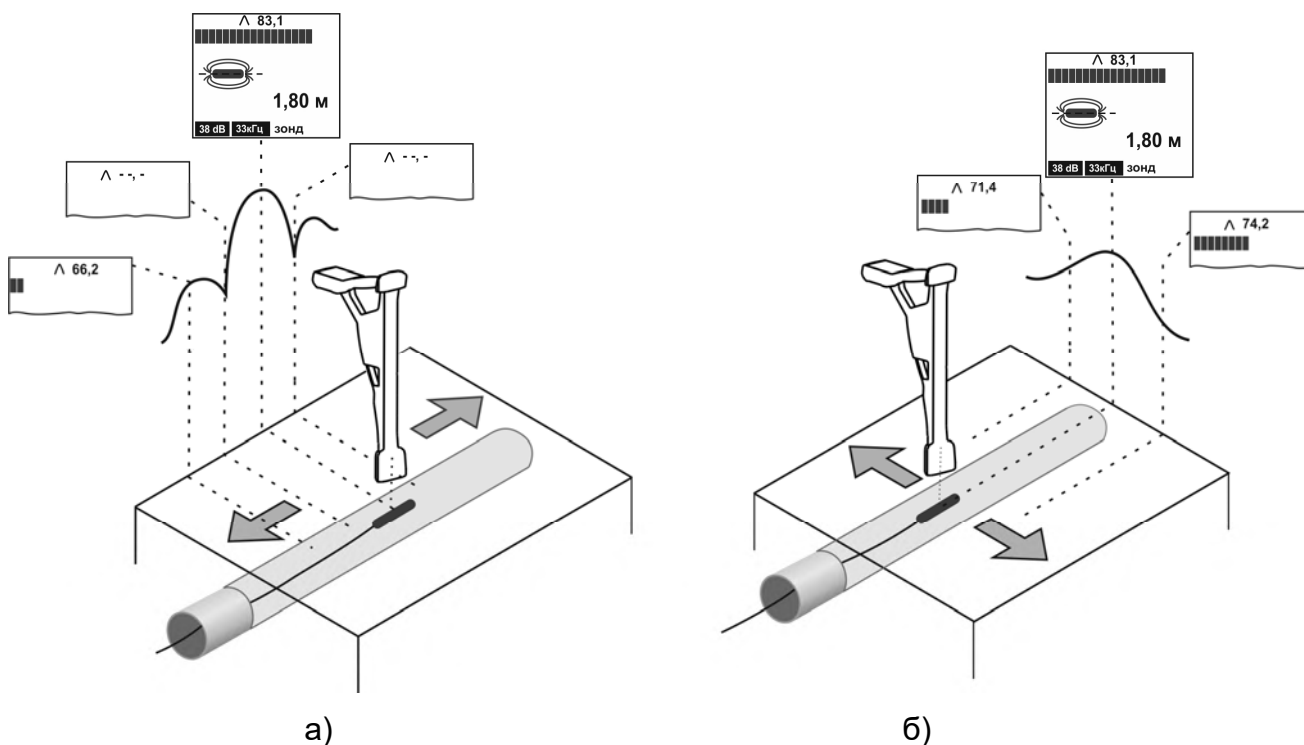 Λ 83,1
1,80 м
38 dB 33кГц зонд
Λ --,-
Λ --,-
Λ 66,2
Λ 83,1
1,80 м
38 dB 33кГц зонд
Λ 71,4
Λ 74,2
а)
б)